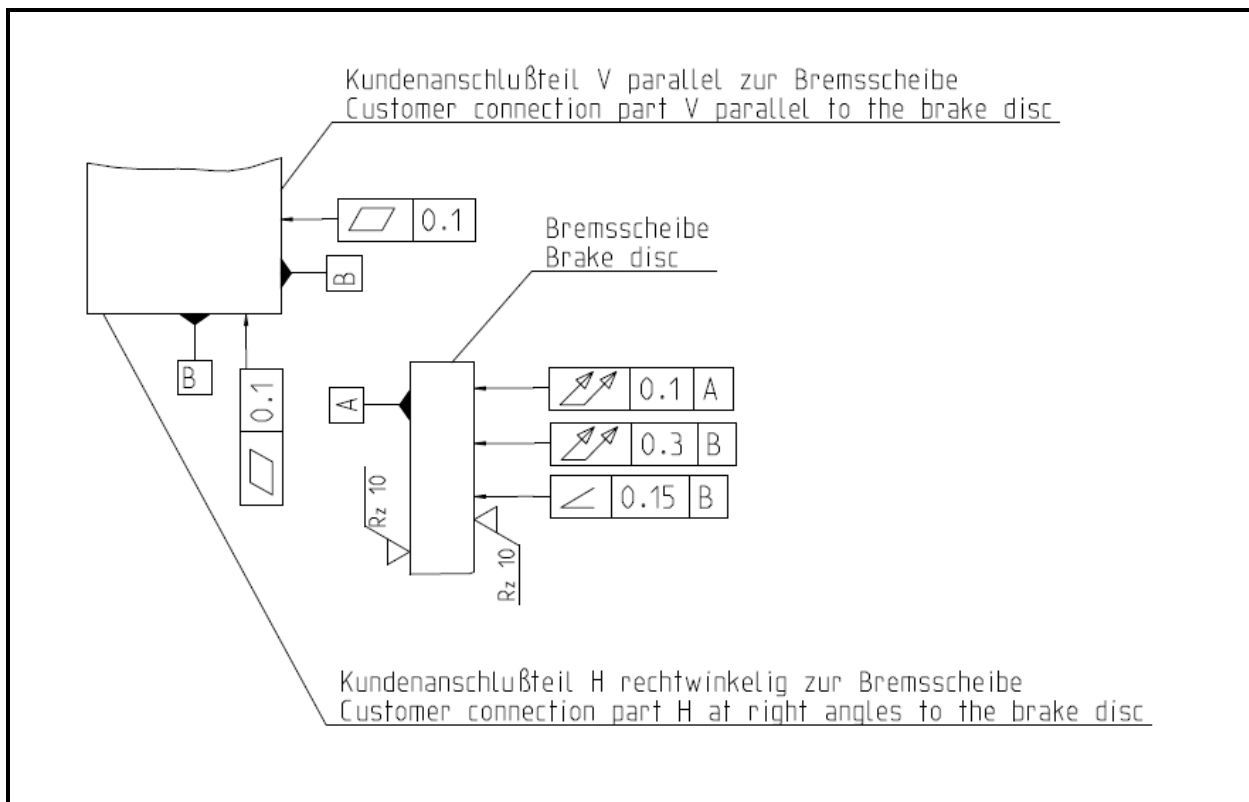 Kundenanschlußteil V parallel zur Bremsscheibe
Customer connection part V parallel to the brake disc
0.1
B
Bremsscheibe
Brake disc
B
0.1
A
0.1 A
0.3 B
0.15 B
Rz 10
Rz 10
Kundenanschlußteil H rechtwinkelig zur Bremsscheibe
Customer connection part H at right angles to the brake disc